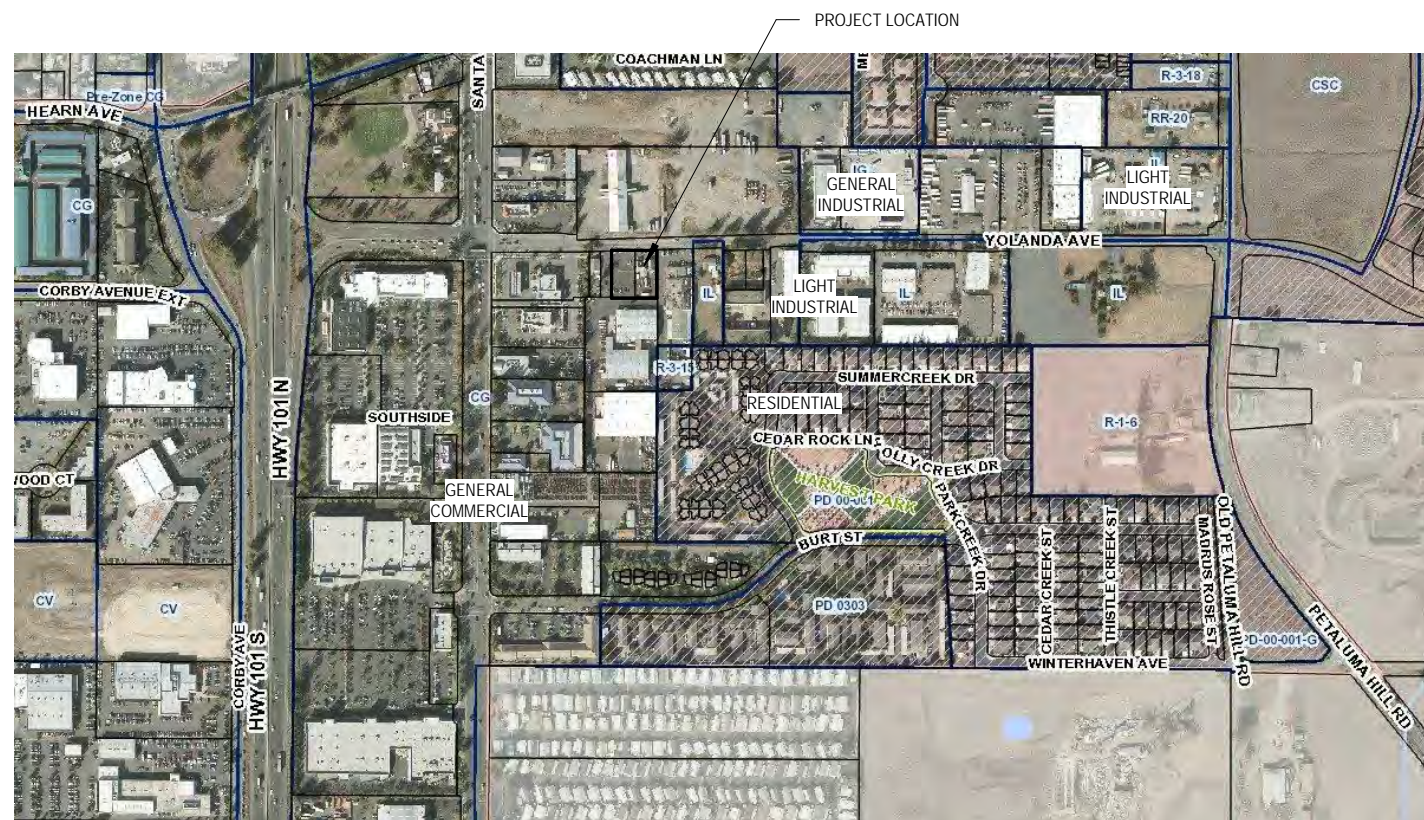 PROJECT LOCATION
COACHMAN LN
SANTA
R-3-18
CSC
Pre-Zone CG
HEARN AVE
RR-20
CG
IG
GENERAL
INDUSTRIAL
IL
LIGHT
INDUSTRIAL
YOLANDA AVE
CORBY AVENUE EXT
IL
LIGHT
INDUSTRIAL
IL
IL
R-3-15
SUMMERCREEK DR
HWY 101 N
CG
RESIDENTIAL
SOUTHSIDE
R-1-6
CEDAR ROCK LN
OLLY CREEK DR
WOOD CT
GENERAL
COMMERCIAL
HARVEST PARK
PD 00-001
PARKCREEK DR
BURT ST
OLD PETALUMA HILL RD
MADRUS ROSE ST
THISTLE CREEK ST
CEDAR CREEK ST
CV
CV
PD 0303
PETALUMA HILL RD
PD-00-001-G
CORBY AVE
HWY 101 S
WINTERHAVEN AVE